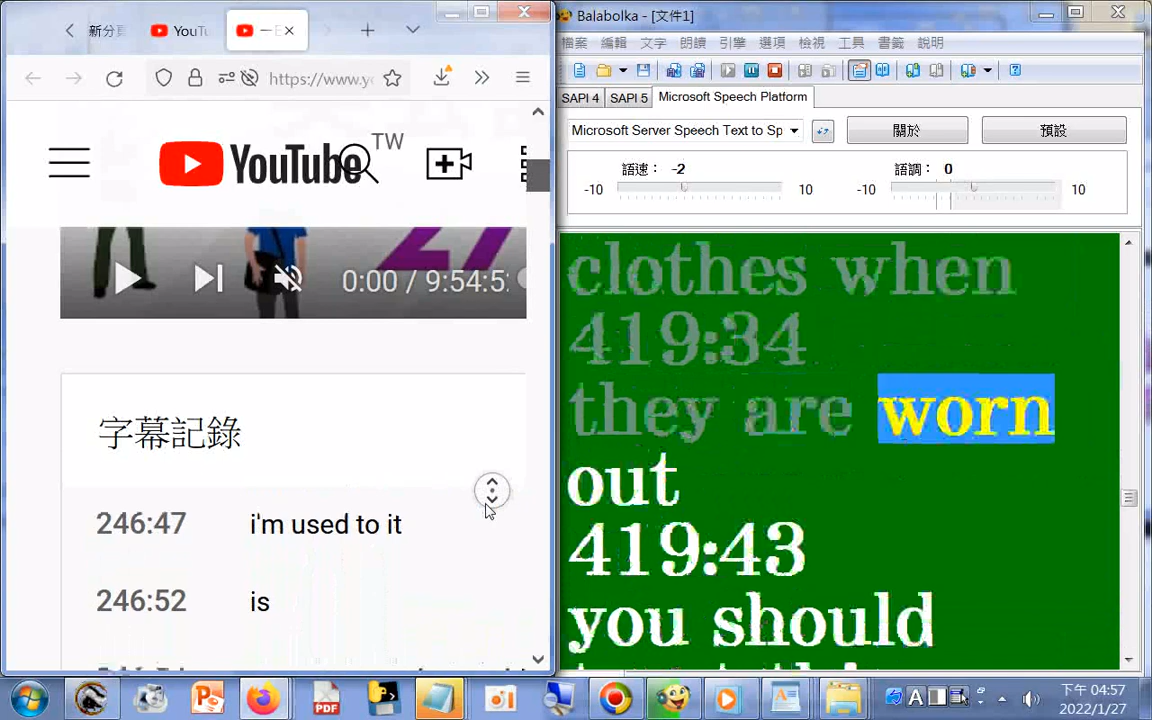 新分頁
YouTu
https://www.y
TW
YouTube
27
0:00 / 9:54:5
字幕記錄
246:47 i'm used to it
246:52 is
Balabolka - [文件1]
檔案 編輯 文字 朗讀 引擎 選項 檢視 工具 書籤 說明
SAPI 4 SAPI 5 Microsoft Speech Platform
Microsoft Server Speech Text to Sp 關於 預設
語速： -2 語調： 0
-10 10 -10 10
clothes when
419:34
they are worn
out
419:43
you should
PDF
A
下午 04:57
2022/1/27